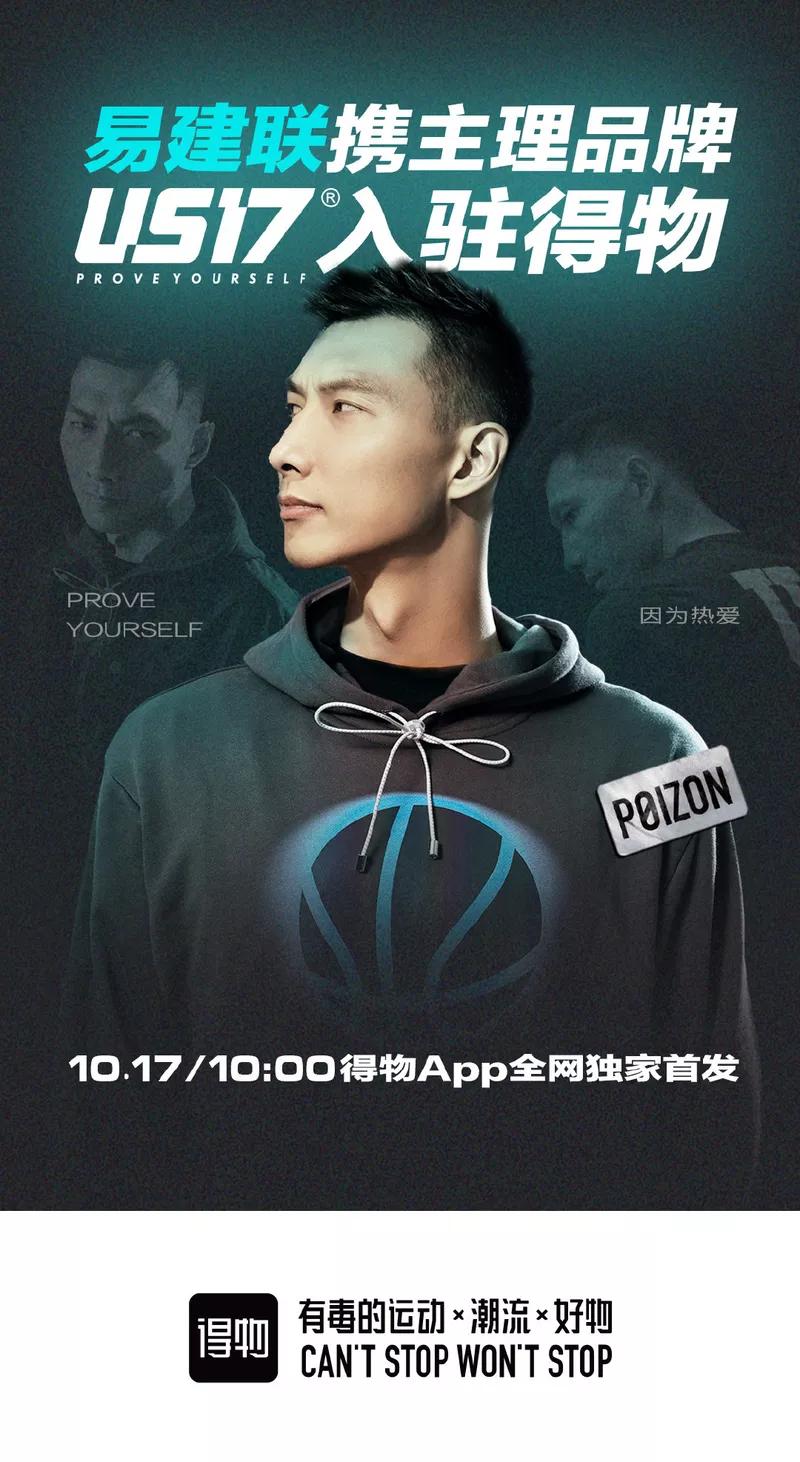 易建联携主理品牌
US17®入驻得物
PROVE YOURSELF
PROVE
YOURSELF
因为热爱
PØIZON
10.17/10:00得物App全网独家首发
得物
有毒的运动×潮流×好物
CAN'T STOP WON'T STOP